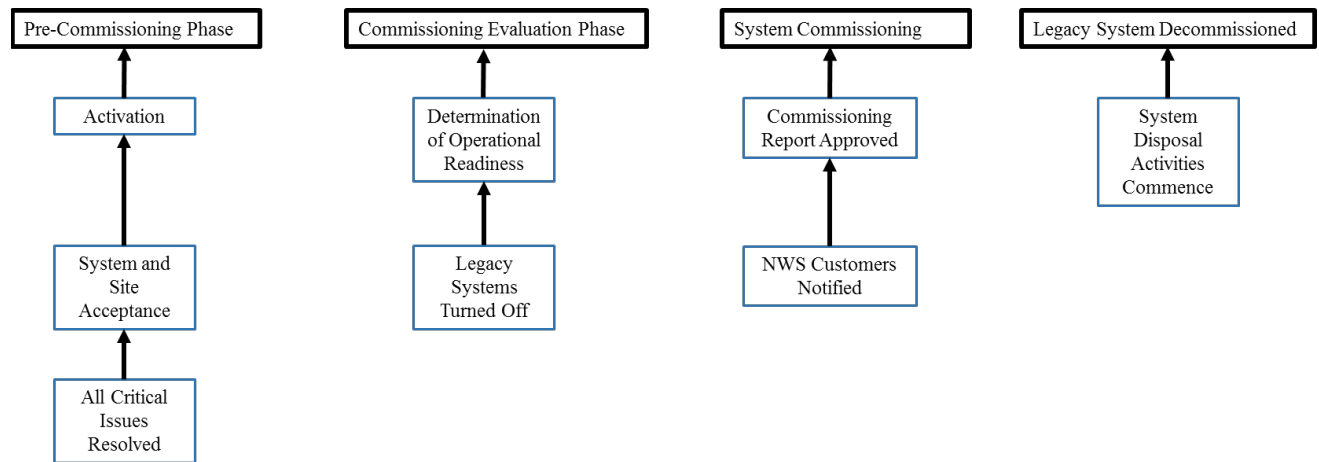 Pre-Commissioning Phase
Activation
System and
Site
Acceptance
All Critical
Issues
Resolved
Commissioning Evaluation Phase
Determination
of Operational
Readiness
Legacy
Systems
Turned Off
System Commissioning
Commissioning
Report Approved
NWS Customers
Notified
Legacy System Decommissioned
System
Disposal
Activities
Commence